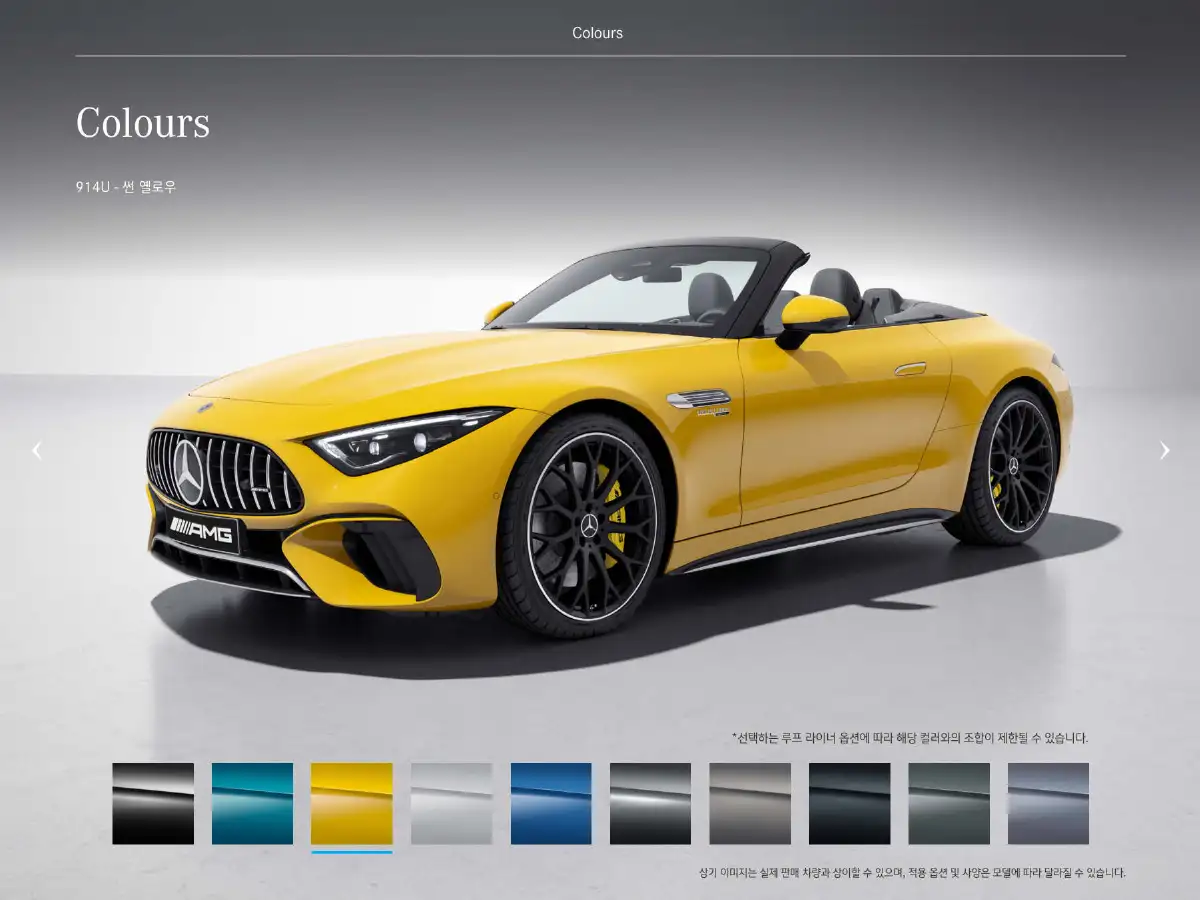 Colours
Colours
914U - 썬 옐로우
AMG
*선택하는 루프 라이너 옵션에 따라 해당 컬러와의 조합이 제한될 수 있습니다.
상기 이미지는 실제 판매 차량과 상이할 수 있으며, 적용 옵션 및 사양은 모델에 따라 달라질 수 있습니다.